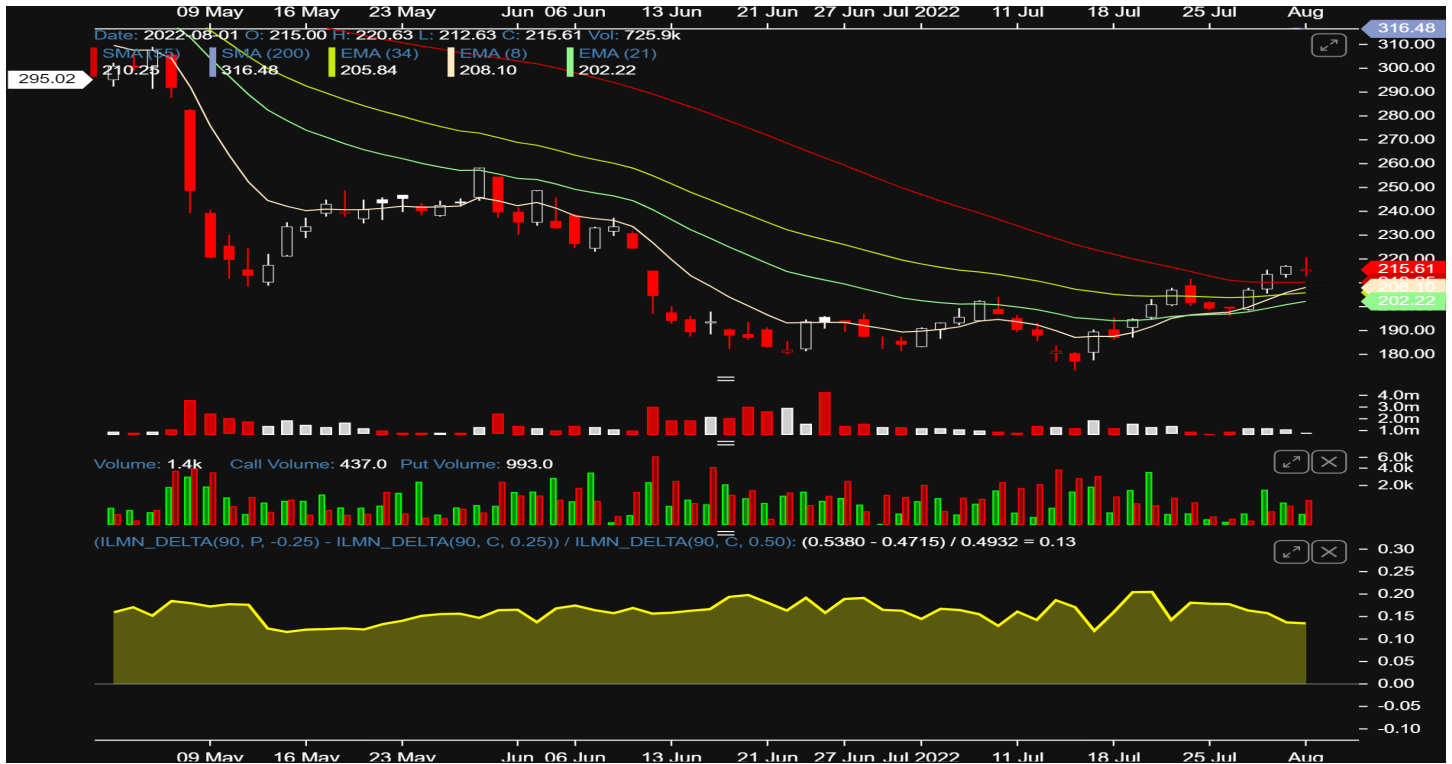 09 May 16 May 23 May Jun 06 Jun 13 Jun 21 Jun 27 Jun Jul 2022 11 Jul 18 Jul 25 Jul Aug
Date: 2022-08-01 O: 215.00 H: 220.63 L: 212.63 C: 215.61 Vol: 725.9k
SMA (55) SMA (200) EMA (34) EMA (8) EMA (21)
210.25 316.48 205.84 208.10 202.22
295.02
316.48
310.00
300.00
290.00
280.00
270.00
260.00
250.00
240.00
230.00
220.00
215.61
208.10
202.22
190.00
180.00
4.0m
3.0m
2.0m
1.0m
Volume: 1.4k Call Volume: 437.0 Put Volume: 993.0
6.0k
4.0k
2.0k
(ILMN_DELTA(90, P, -0.25) - ILMN_DELTA(90, C, 0.25)) / ILMN_DELTA(90, C, 0.50): (0.5380 - 0.4715) / 0.4932 = 0.13
0.30
0.25
0.20
0.15
0.10
0.05
0.00
-0.05
-0.10
09 May 16 May 23 May Jun 06 Jun 13 Jun 21 Jun 27 Jun Jul 2022 11 Jul 18 Jul 25 Jul Aug